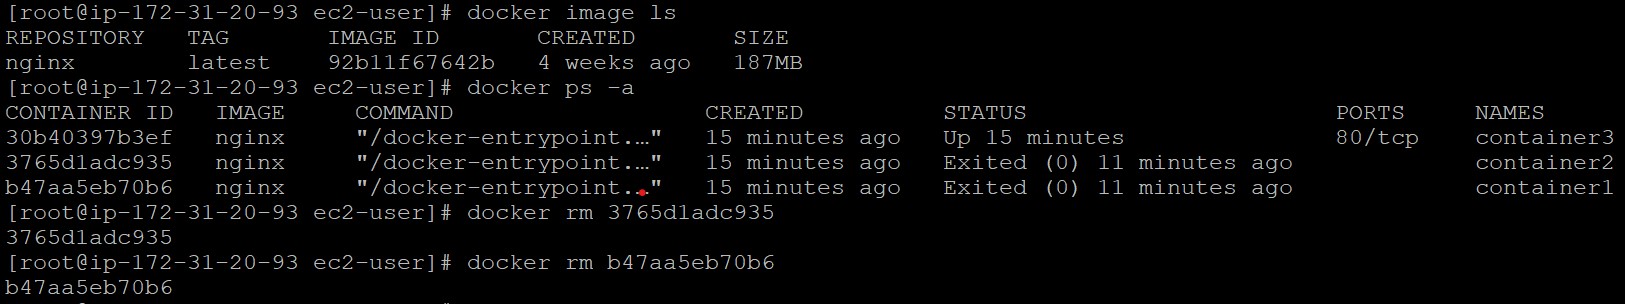 [root@ip-172-31-20-93 ec2-user]# docker image ls
REPOSITORY   TAG       IMAGE ID       CREATED       SIZE
nginx        latest    92b11f67642b   4 weeks ago   187MB
[root@ip-172-31-20-93 ec2-user]# docker ps -a
CONTAINER ID   IMAGE     COMMAND                  CREATED          STATUS                      PORTS     NAMES
30b40397b3ef   nginx     "/docker-entrypoint.…"   15 minutes ago   Up 15 minutes               80/tcp    container3
3765d1adc935   nginx     "/docker-entrypoint.…"   15 minutes ago   Exited (0) 11 minutes ago             container2
b47aa5eb70b6   nginx     "/docker-entrypoint.…"   15 minutes ago   Exited (0) 11 minutes ago             container1
[root@ip-172-31-20-93 ec2-user]# docker rm 3765d1adc935
3765d1adc935
[root@ip-172-31-20-93 ec2-user]# docker rm b47aa5eb70b6
b47aa5eb70b6